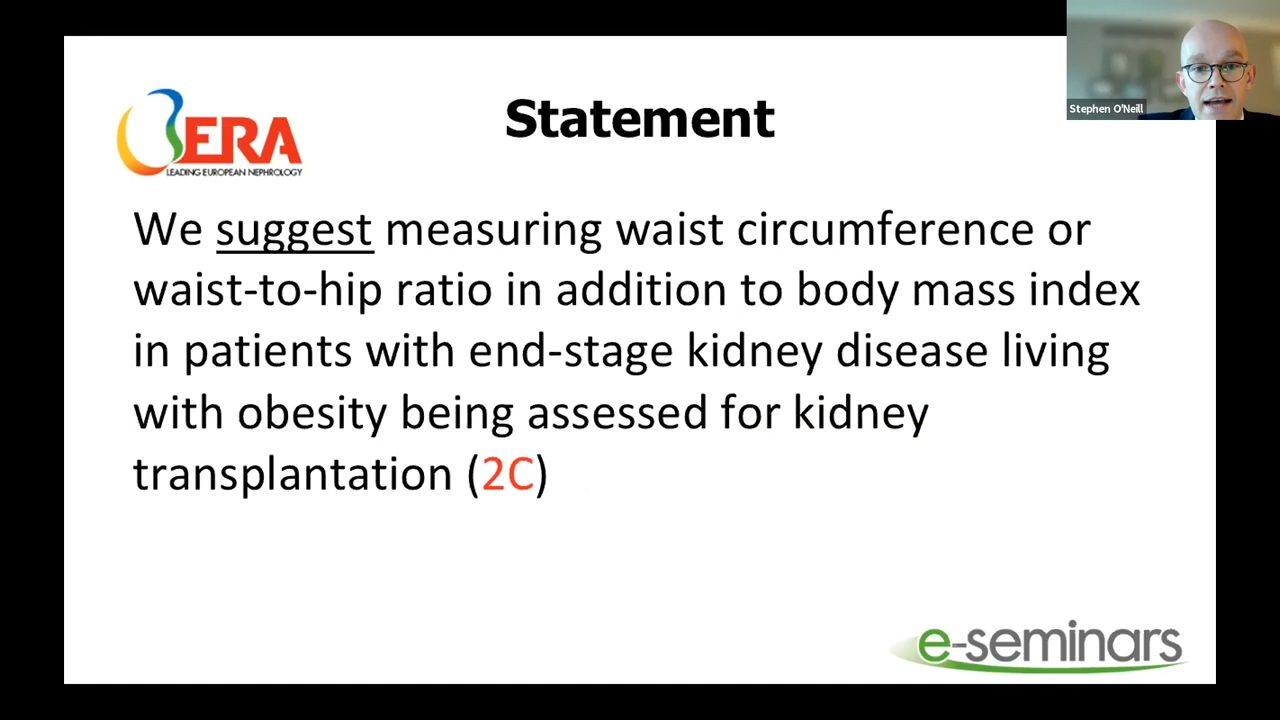 Stephen O'Neill
ERA
LEADING EUROPEAN NEPHROLOGY
Statement
We suggest measuring waist circumference or
waist-to-hip ratio in addition to body mass index
in patients with end-stage kidney disease living
with obesity being assessed for kidney
transplantation (2C)
e-seminars